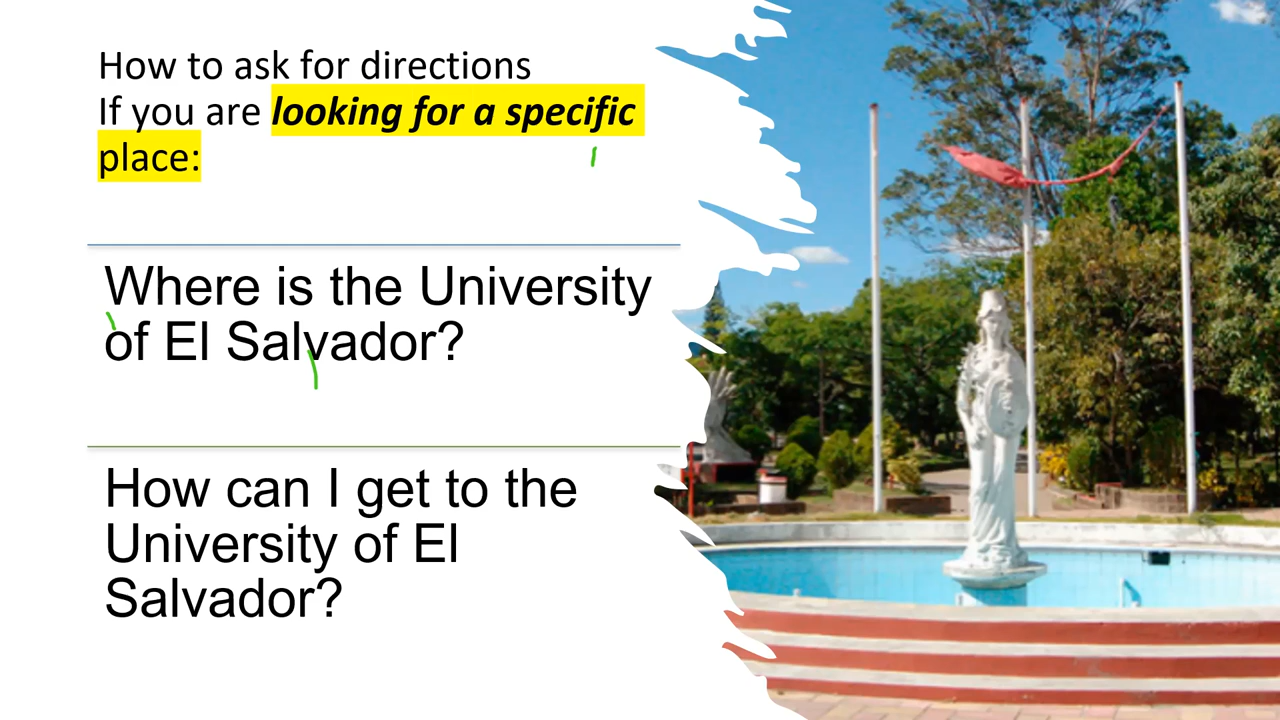 How to ask for directions
If you are looking for a specific
place:
Where is the University
of El Salvador?
How can I get to the
University of El
Salvador?